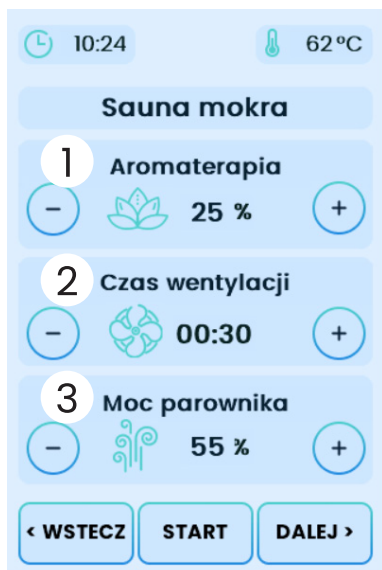 10:24 62°C
Sauna mokra
1
Aromaterapia
− 25 % +
2
Czas wentylacji
− 00:30 +
3
Moc parownika
− 55 % +
< WSTECZ START DALEJ >